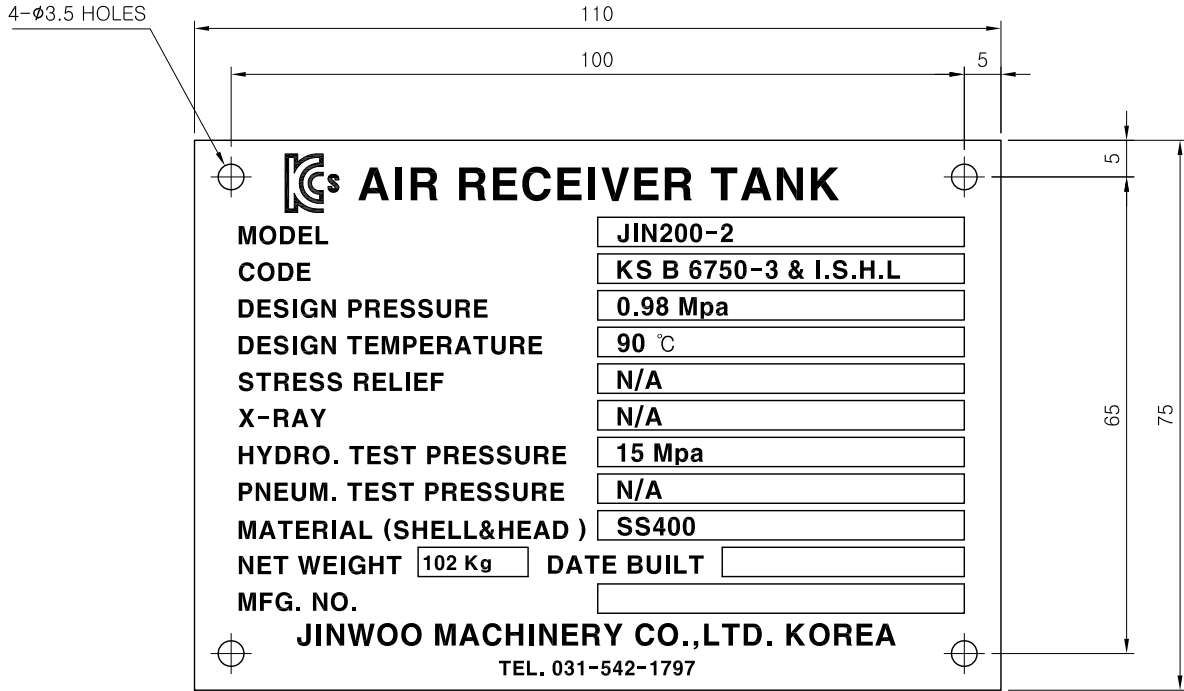 4-Φ3.5 HOLES
110
100
5
5
KCs AIR RECEIVER TANK
MODEL JIN200-2
CODE KS B 6750-3 & I.S.H.L
DESIGN PRESSURE 0.98 Mpa
DESIGN TEMPERATURE 90 ℃
STRESS RELIEF N/A
X-RAY N/A
HYDRO. TEST PRESSURE 15 Mpa
PNEUM. TEST PRESSURE N/A
MATERIAL (SHELL&HEAD ) SS400
NET WEIGHT 102 Kg DATE BUILT
MFG. NO.
JINWOO MACHINERY CO.,LTD. KOREA
TEL. 031-542-1797
65
75